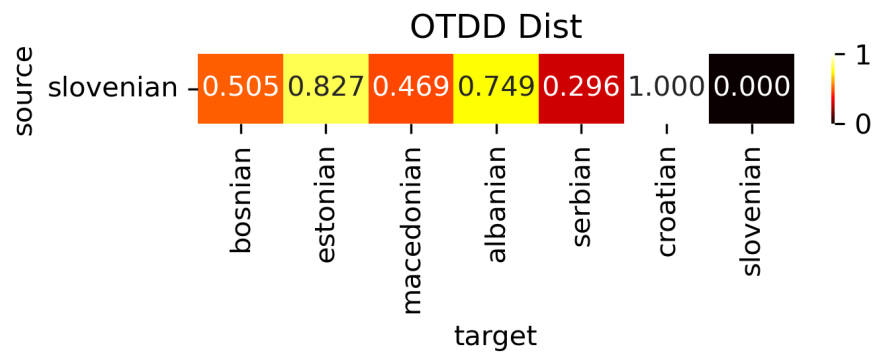 OTDD Dist
source
slovenian
0.505 0.827 0.469 0.749 0.296 1.000 0.000
1
0
bosnian
estonian
macedonian
albanian
serbian
croatian
slovenian
target